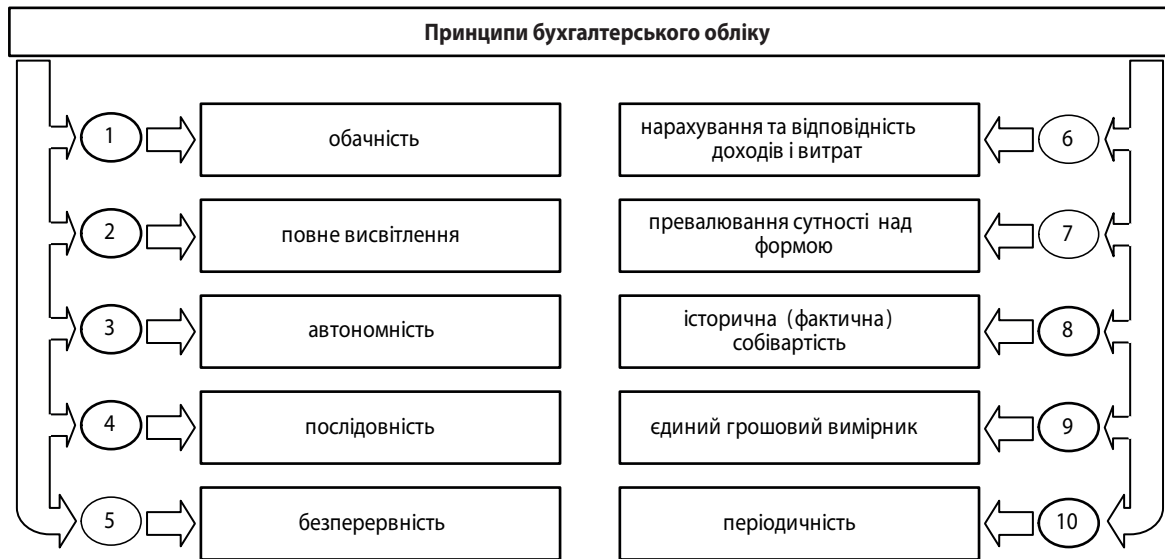 Принципи бухгалтерського обліку
1
обачність
2
повне висвітлення
3
автономність
4
послідовність
5
безперервність
нарахування та відповідність
доходів і витрат
6
превалювання сутності над
формою
7
історична (фактична)
собівартість
8
єдиний грошовий вимірник
9
періодичність
10